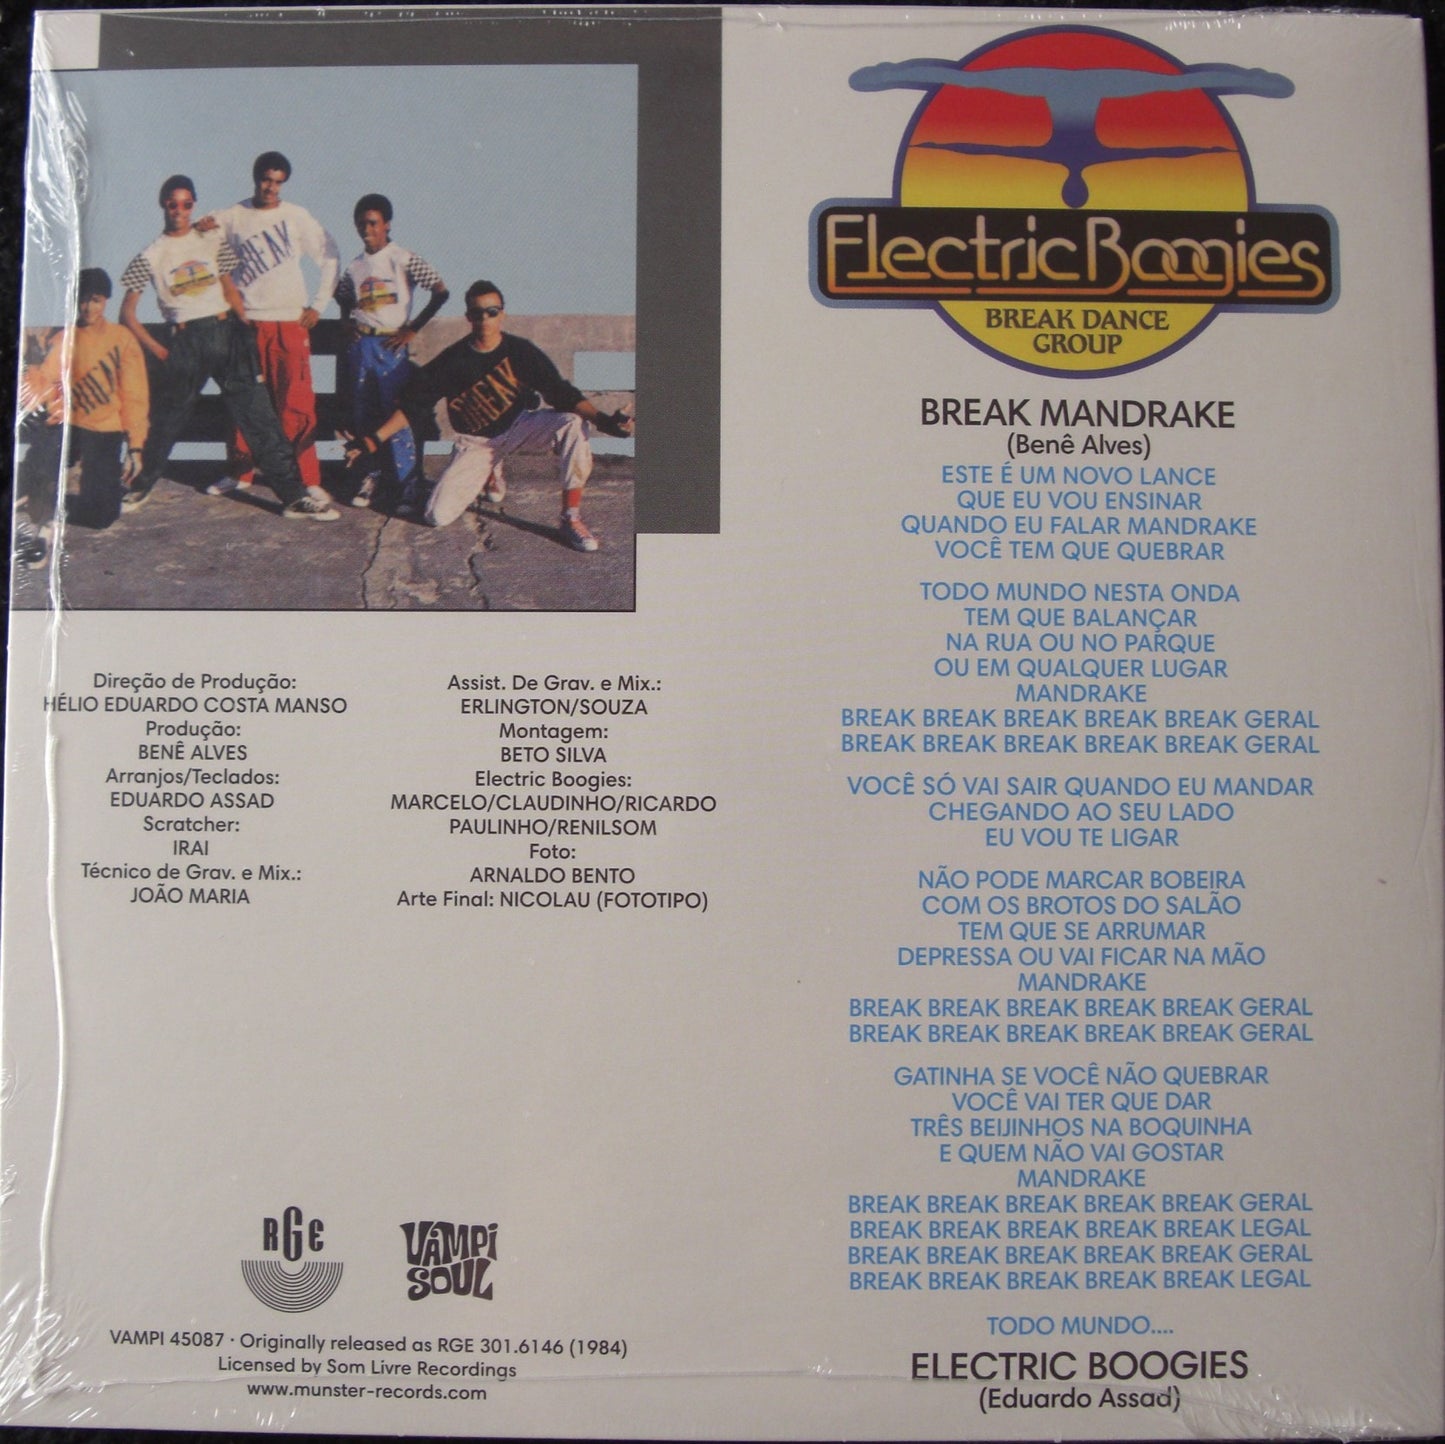 BREAK
BREAK
BREAK
Direção de Produção:
HÉLIO EDUARDO COSTA MANSO
Produção:
BENÊ ALVES
Arranjos/Teclados:
EDUARDO ASSAD
Scratcher:
IRAI
Técnico de Grav. e Mix.:
JOÃO MARIA
Assist. De Grav. e Mix.:
ERLINGTON/SOUZA
Montagem:
BETO SILVA
Electric Boogies:
MARCELO/CLAUDINHO/RICARDO
PAULINHO/RENILSOM
Foto:
ARNALDO BENTO
Arte Final: NICOLAU (FOTOTIPO)
RGE
VAMPI
SOUL
VAMPI 45087 · Originally released as RGE 301.6146 (1984)
Licensed by Som Livre Recordings
www.munster-records.com
Electric Boogies
BREAK DANCE
GROUP
BREAK MANDRAKE
(Benê Alves)
ESTE É UM NOVO LANCE
QUE EU VOU ENSINAR
QUANDO EU FALAR MANDRAKE
VOCÊ TEM QUE QUEBRAR
TODO MUNDO NESTA ONDA
TEM QUE BALANÇAR
NA RUA OU NO PARQUE
OU EM QUALQUER LUGAR
MANDRAKE
BREAK BREAK BREAK BREAK BREAK GERAL
BREAK BREAK BREAK BREAK BREAK GERAL
VOCÊ SÓ VAI SAIR QUANDO EU MANDAR
CHEGANDO AO SEU LADO
EU VOU TE LIGAR
NÃO PODE MARCAR BOBEIRA
COM OS BROTOS DO SALÃO
TEM QUE SE ARRUMAR
DEPRESSA OU VAI FICAR NA MÃO
MANDRAKE
BREAK BREAK BREAK BREAK BREAK GERAL
BREAK BREAK BREAK BREAK BREAK GERAL
GATINHA SE VOCÊ NÃO QUEBRAR
VOCÊ VAI TER QUE DAR
TRÊS BEIJINHOS NA BOQUINHA
E QUEM NÃO VAI GOSTAR
MANDRAKE
BREAK BREAK BREAK BREAK BREAK GERAL
BREAK BREAK BREAK BREAK BREAK LEGAL
BREAK BREAK BREAK BREAK BREAK GERAL
BREAK BREAK BREAK BREAK BREAK LEGAL
TODO MUNDO....
ELECTRIC BOOGIES
(Eduardo Assad)